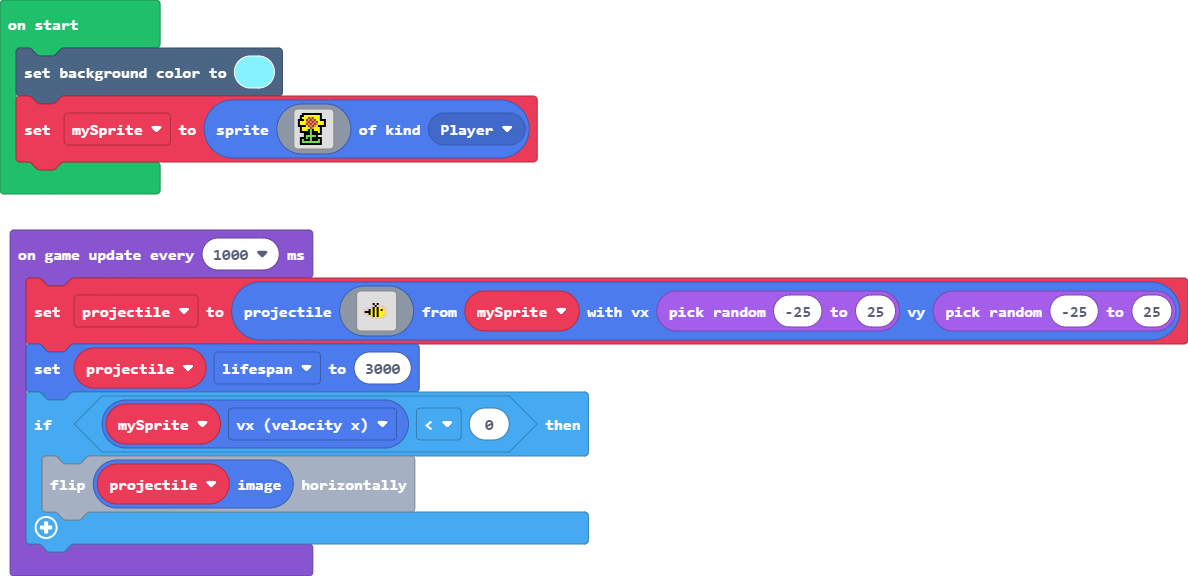 on start
set background color to
set mySprite to sprite of kind Player
on game update every 1000 ms
set projectile to projectile from mySprite with vx pick random -25 to 25 vy pick random -25 to 25
set projectile lifespan to 3000
if mySprite vx (velocity x) < 0 then
flip projectile image horizontally